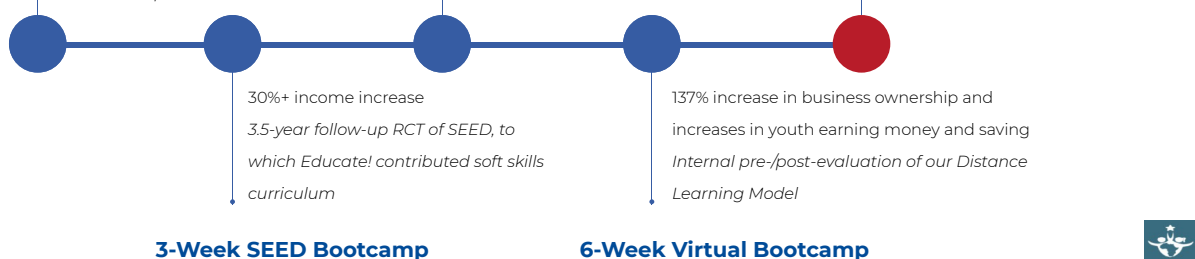 30%+ income increase
3.5-year follow-up RCT of SEED, to
which Educate! contributed soft skills
curriculum
3-Week SEED Bootcamp
137% increase in business ownership and
increases in youth earning money and saving
Internal pre-/post-evaluation of our Distance
Learning Model
6-Week Virtual Bootcamp